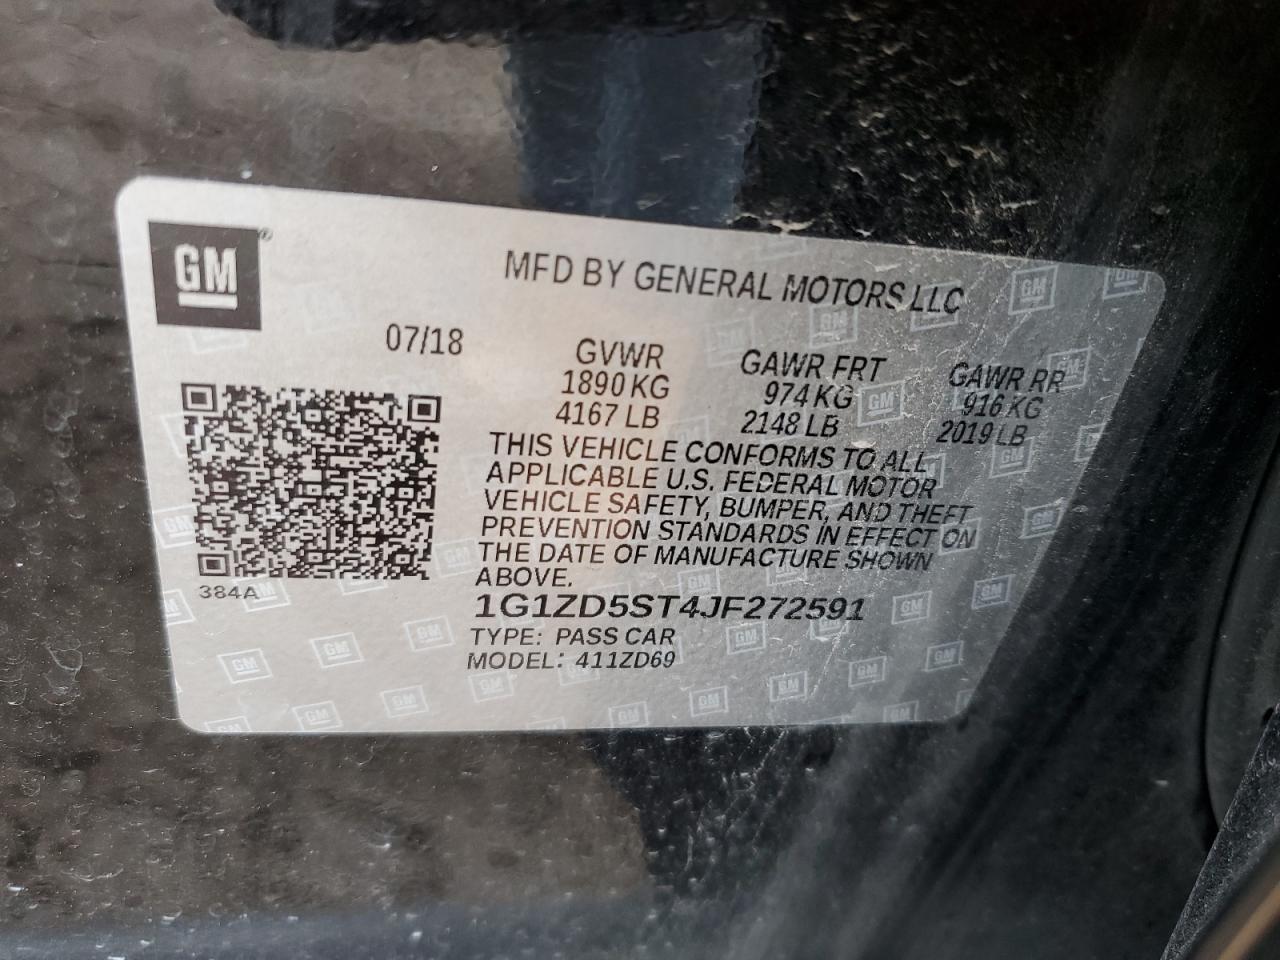 GM
MFD BY GENERAL MOTORS LLC
07/18
GVWR GAWR FRT GAWR RR
1890 KG 974 KG 916 KG
4167 LB 2148 LB 2019 LB
THIS VEHICLE CONFORMS TO ALL
APPLICABLE U.S. FEDERAL MOTOR
VEHICLE SAFETY, BUMPER, AND THEFT
PREVENTION STANDARDS IN EFFECT ON
THE DATE OF MANUFACTURE SHOWN
ABOVE.
384A
1G1ZD5ST4JF272591
TYPE: PASS CAR
MODEL: 411ZD69